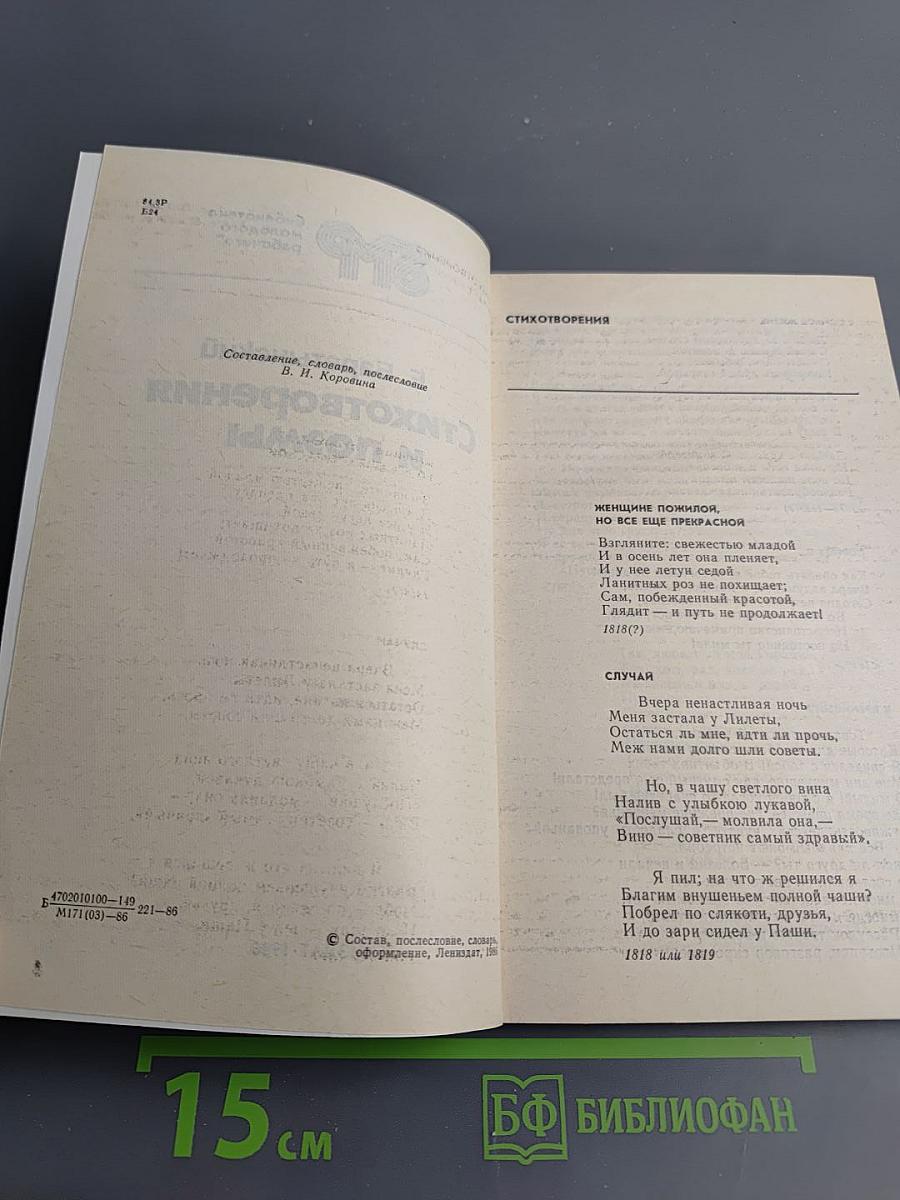 84.3Р
Б24
Составление, словарь, послесловие
В. И. Коровина
Б 4702010100—149
М171(03)—86 221—86
© Состав, послесловие, словарь,
оформление, Лениздат, 1986
СТИХОТВОРЕНИЯ
ЖЕНЩИНЕ ПОЖИЛОЙ,
НО ВСЕ ЕЩЕ ПРЕКРАСНОЙ
Взгляните: свежестью младой
И в осень лет она пленяет,
И у нее летун седой
Ланитных роз не похищает;
Сам, побежденный красотой,
Глядит — и путь не продолжает!
1818(?)
СЛУЧАЙ
Вчера ненастливая ночь
Меня застала у Лилеты,
Остаться ль мне, идти ли прочь,
Меж нами долго шли советы.
Но, в чашу светлого вина
Налив с улыбкою лукавой,
«Послушай,— молвила она,—
Вино — советник самый здравый».
Я пил; на что ж решился я
Благим внушеньем полной чаши?
Побрел по слякоти, друзья,
И до зари сидел у Паши.
1818 или 1819
15 см
БФ БИБЛИОФАН